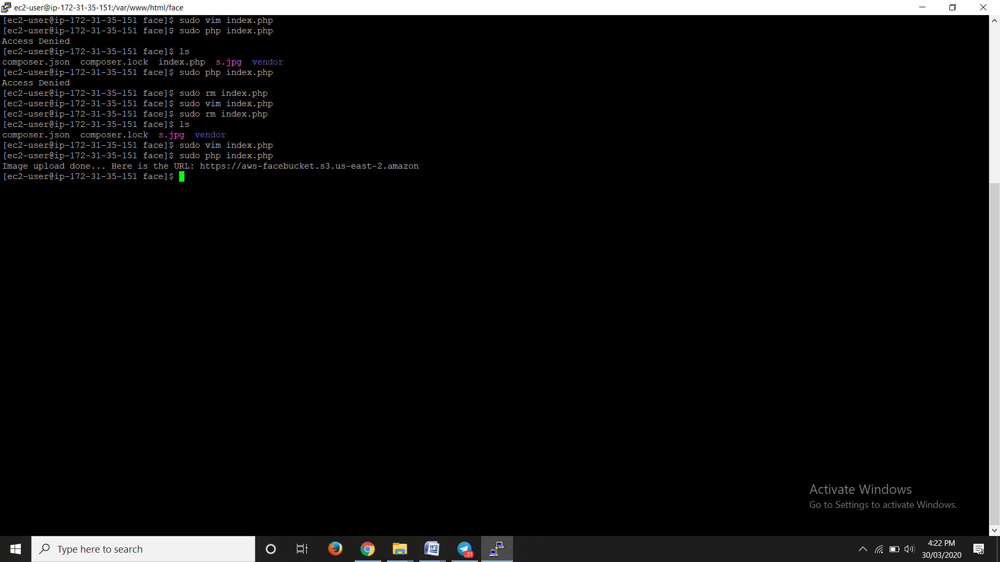 ec2-user@ip-172-31-35-151:/var/www/html/face
[ec2-user@ip-172-31-35-151 face]$ sudo vim index.php
[ec2-user@ip-172-31-35-151 face]$ sudo php index.php
Access Denied
[ec2-user@ip-172-31-35-151 face]$ ls
composer.json  composer.lock  index.php  s.jpg  vendor
[ec2-user@ip-172-31-35-151 face]$ sudo php index.php
Access Denied
[ec2-user@ip-172-31-35-151 face]$ sudo rm index.php
[ec2-user@ip-172-31-35-151 face]$ sudo vim index.php
[ec2-user@ip-172-31-35-151 face]$ sudo rm index.php
[ec2-user@ip-172-31-35-151 face]$ ls
composer.json  composer.lock  s.jpg  vendor
[ec2-user@ip-172-31-35-151 face]$ sudo vim index.php
[ec2-user@ip-172-31-35-151 face]$ sudo php index.php
Image upload done... Here is the URL: https://aws-facebucket.s3.us-east-2.amazon
[ec2-user@ip-172-31-35-151 face]$
Activate Windows
Go to Settings to activate Windows.
Type here to search
..01
4:22 PM
30/03/2020